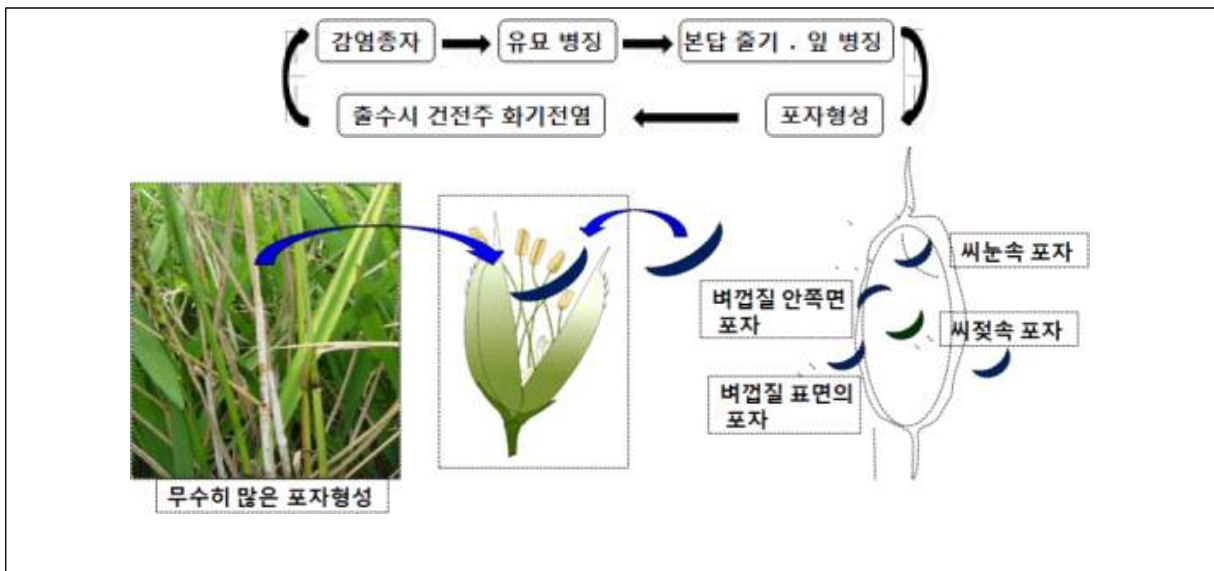 감염종자
유묘 병징
본답 줄기 . 잎 병징
출수시 건전주 화기전염
포자형성
씨눈속 포자
벼껍질 안쪽면
포자
씨젖속 포자
벼껍질 표면의
포자
무수히 많은 포자형성